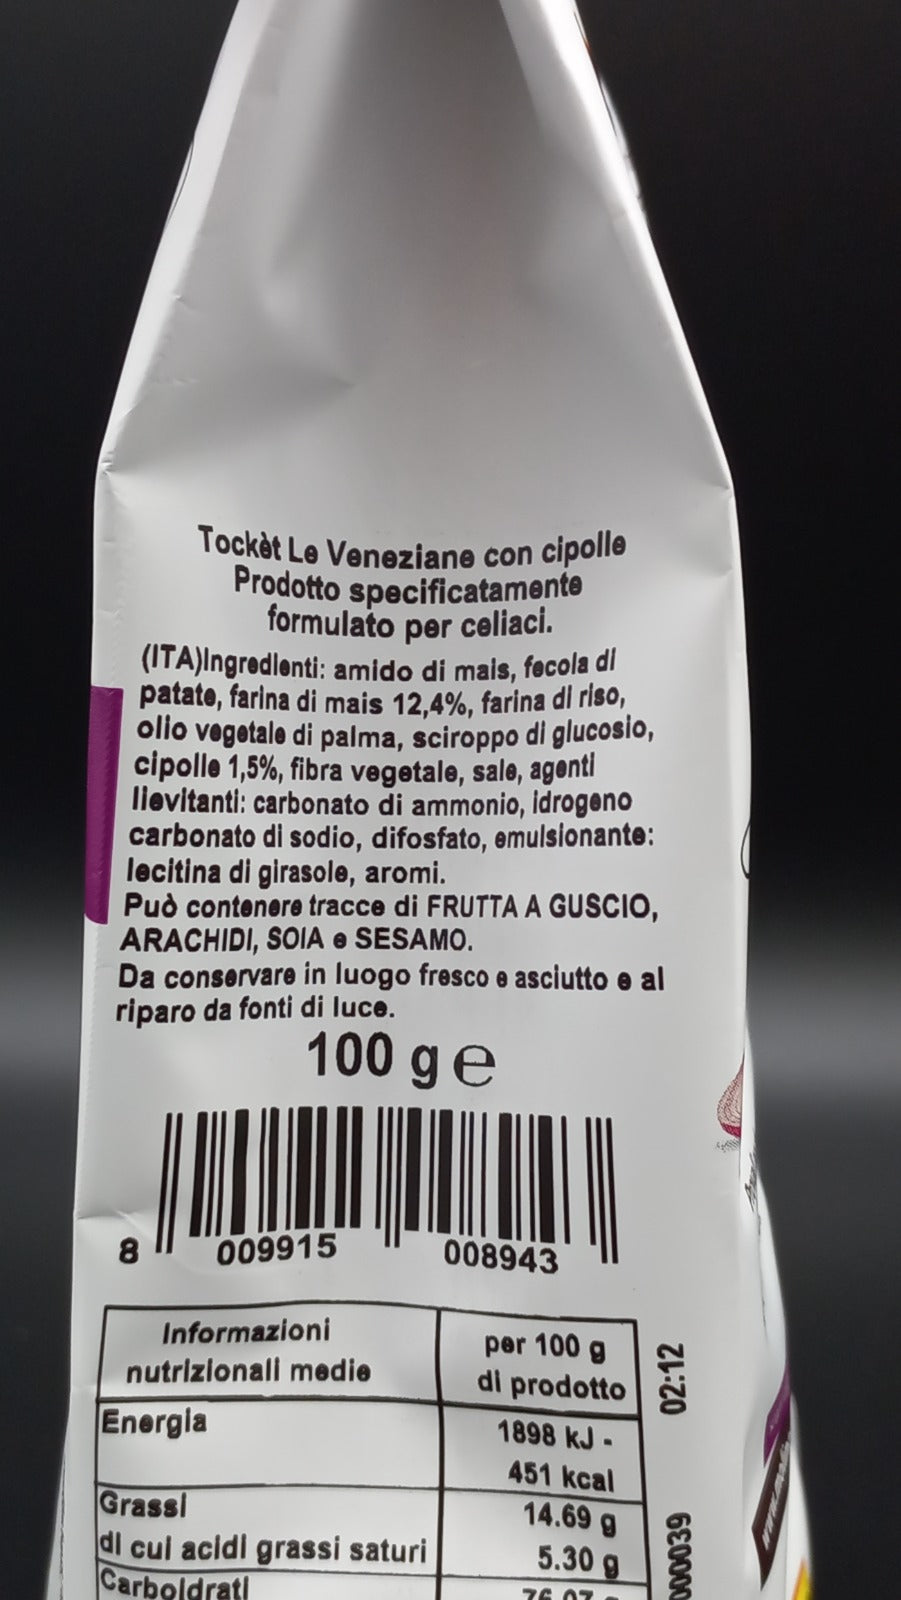 Tockèt Le Veneziane con cipolle
Prodotto specificatamente
formulato per celiaci.
(ITA)Ingredienti: amido di mais, fecola di
patate, farina di mais 12,4%, farina di riso,
olio vegetale di palma, sciroppo di glucosio,
cipolle 1,5%, fibra vegetale, sale, agenti
lievitanti: carbonato di ammonio, idrogeno
carbonato di sodio, difosfato, emulsionante:
lecitina di girasole, aromi.
Può contenere tracce di FRUTTA A GUSCIO,
ARACHIDI, SOIA e SESAMO.
Da conservare in luogo fresco e asciutto e al
riparo da fonti di luce.
100 g e
8 009915 008943
Informazioni
nutrizionali medie
per 100 g
di prodotto
Energia
1898 kJ -
451 kcal
Grassi
14.69 g
di cui acidi grassi saturi
5.30 g
Carboidrati
76.07 g
02:12
000039